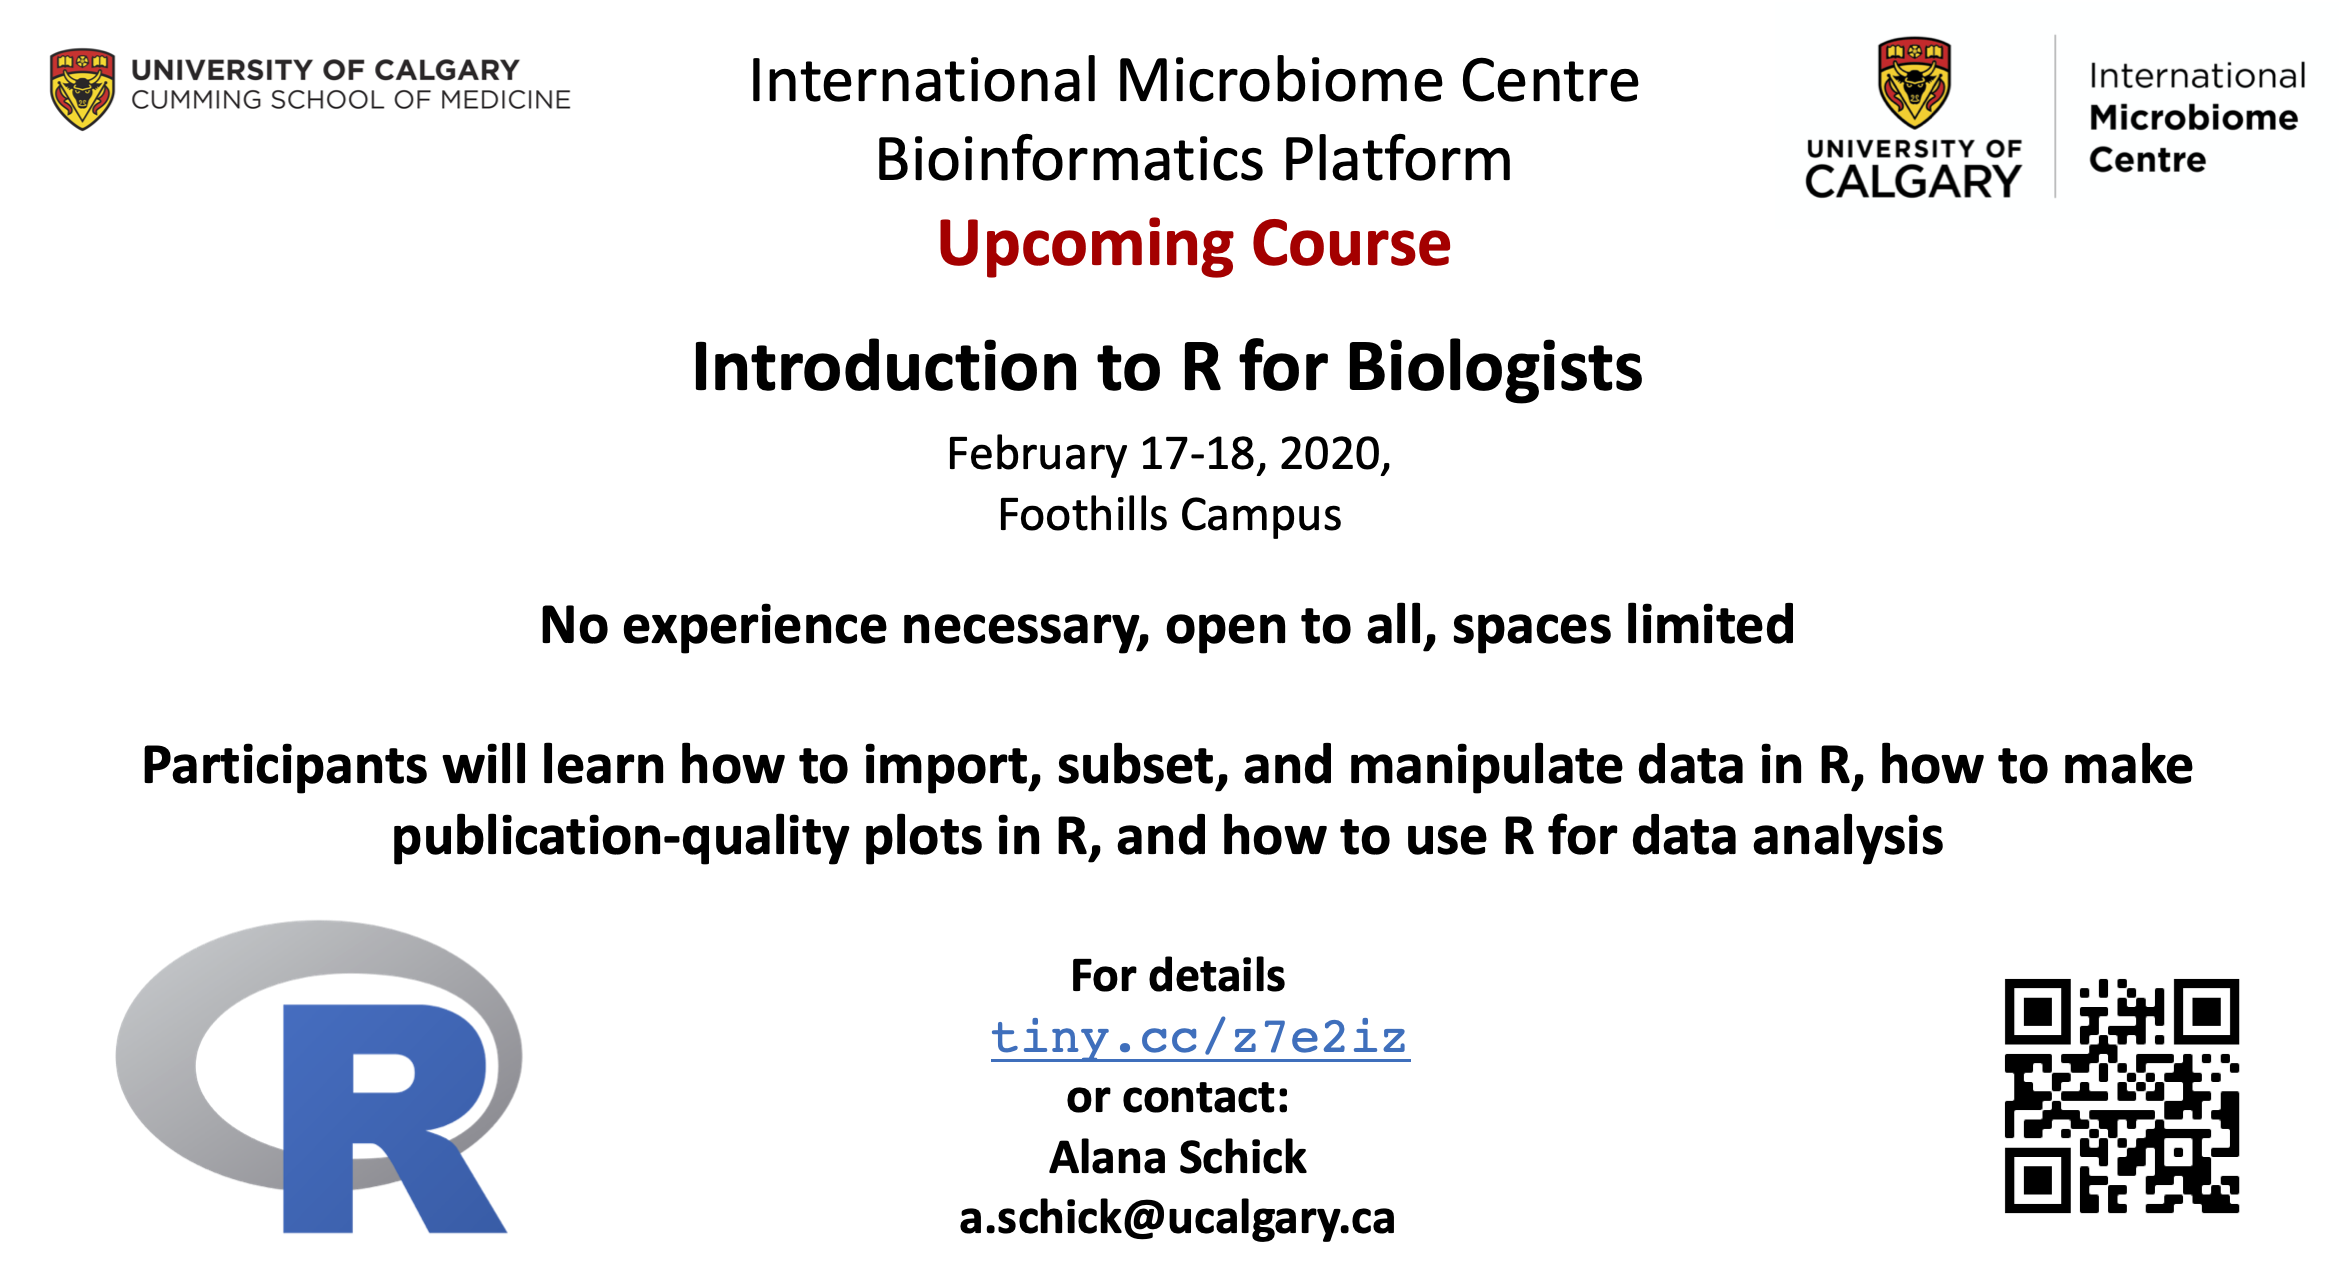 UNIVERSITY OF CALGARY
CUMMING SCHOOL OF MEDICINE
International Microbiome Centre
Bioinformatics Platform
Upcoming Course
UNIVERSITY OF
CALGARY
International
Microbiome
Centre
Introduction to R for Biologists
February 17-18, 2020,
Foothills Campus
No experience necessary, open to all, spaces limited
Participants will learn how to import, subset, and manipulate data in R, how to make
publication-quality plots in R, and how to use R for data analysis
R
For details
tiny.cc/z7e2iz
or contact:
Alana Schick
a.schick@ucalgary.ca